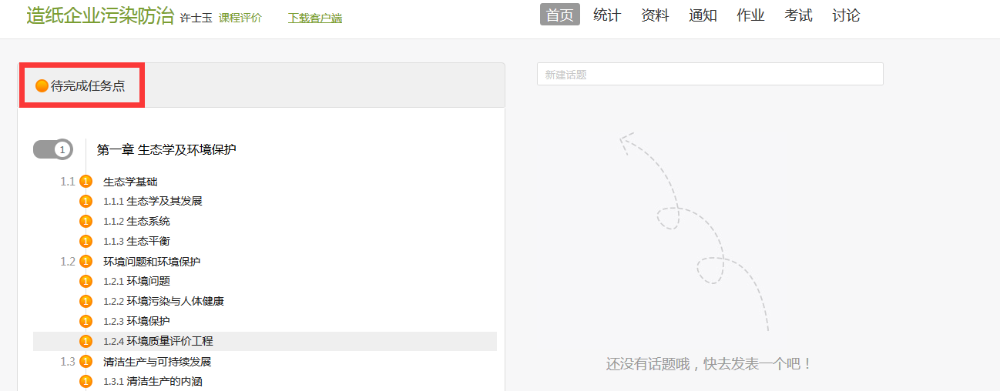 造纸企业污染防治 许士玉 课程评价 下载客户端
首页 统计 资料 通知 作业 考试 讨论
待完成任务点
1 第一章 生态学及环境保护
1.1 1 生态学基础
1 1.1.1 生态学及其发展
1 1.1.2 生态系统
1 1.1.3 生态平衡
1.2 1 环境问题和环境保护
1 1.2.1 环境问题
1 1.2.2 环境污染与人体健康
1 1.2.3 环境保护
1 1.2.4 环境质量评价工程
1.3 1 清洁生产与可持续发展
1 1.3.1 清洁生产的内涵
新建话题
还没有话题哦，快去发表一个吧！